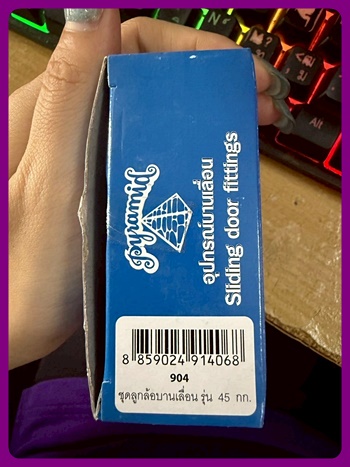 Pyramid
อุปกรณ์บานเลื่อน
Sliding door fittings
8 859024 914068
904
ชุดลูกล้อบานเลื่อน รุ่น 45 กก.
Alt